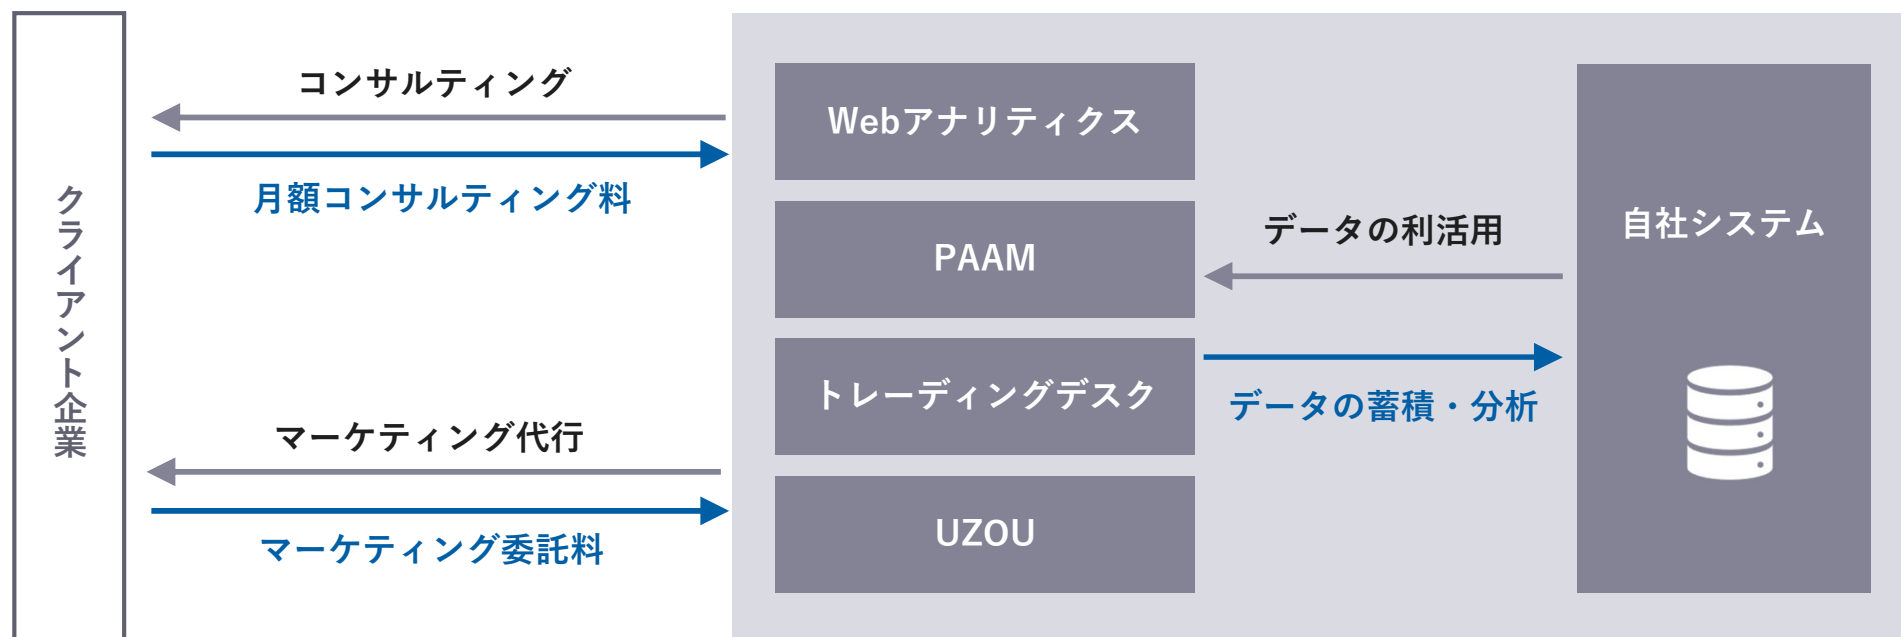 クライアント企業
コンサルティング
月額コンサルティング料
マーケティング代行
マーケティング委託料
Webアナリティクス
PAAM
トレーディングデスク
UZOU
データの利活用
データの蓄積・分析
自社システム